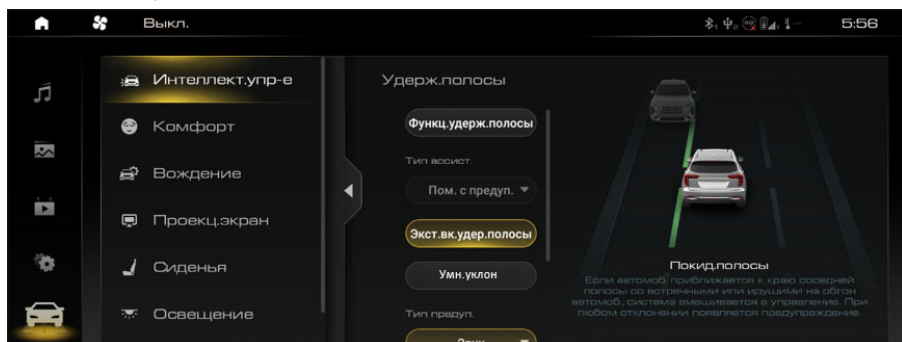 Выкл.
5:56
Интеллект.упр-е
Комфорт
Вождение
Проекц.экран
Сиденья
Освещение
Удерж.полосы
Функц.удерж.полосы
Тип ассист.
Пом. с предуп.
Экст.вк.удер.полосы
Умн.уклон
Тип предуп.
Покид.полосы
Если автомоб. приближается к краю соседней
полосы со встречными или идущими на обгон
автомоб., система вмешивается в управление. При
любом отклонении появляется предупреждение.